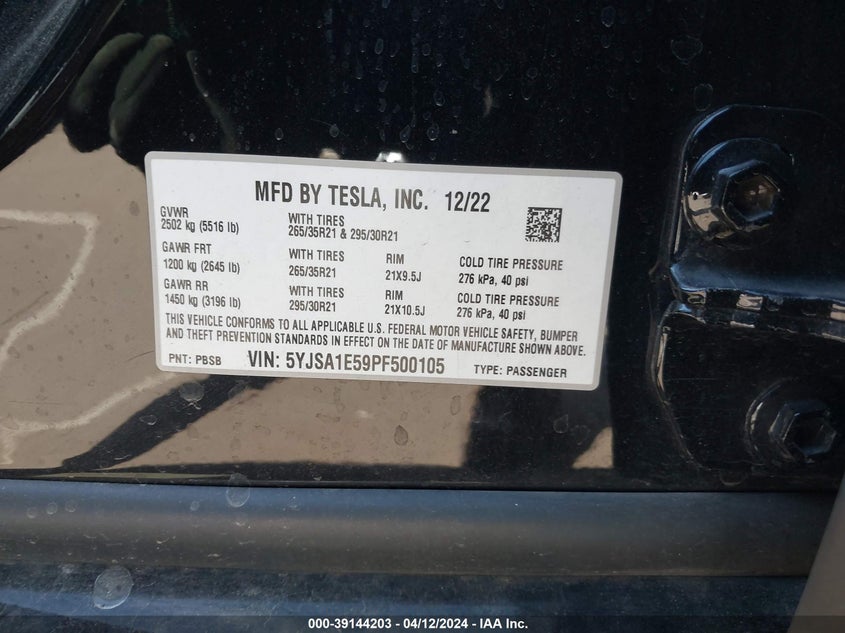 MFD BY TESLA, INC. 12/22
GVWR
2502 kg (5516 lb)
WITH TIRES
265/35R21 & 295/30R21
GAWR FRT
1200 kg (2645 lb)
WITH TIRES
265/35R21
RIM
21X9.5J
COLD TIRE PRESSURE
276 kPa, 40 psi
GAWR RR
1450 kg (3196 lb)
WITH TIRES
295/30R21
RIM
21X10.5J
COLD TIRE PRESSURE
276 kPa, 40 psi
THIS VEHICLE CONFORMS TO ALL APPLICABLE U.S. FEDERAL MOTOR VEHICLE SAFETY, BUMPER
AND THEFT PREVENTION STANDARDS IN EFFECT ON THE DATE OF MANUFACTURE SHOWN ABOVE.
PNT: PBSB VIN: 5YJSA1E59PF500105 TYPE: PASSENGER
000-39144203 - 04/12/2024 - IAA Inc.